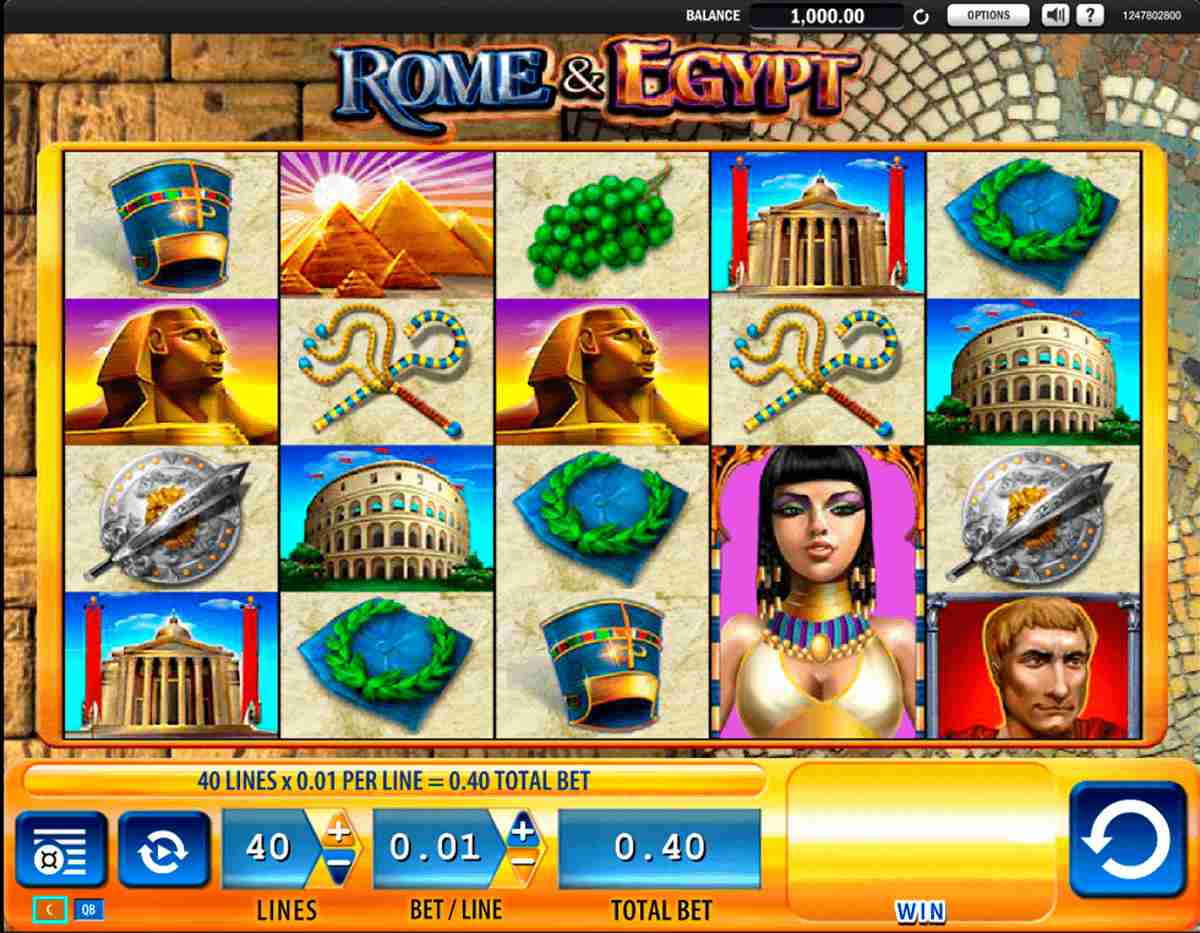 BALANCE 1,000.00 OPTIONS ? 1247802800
ROME & EGYPT
40 LINES x 0.01 PER LINE = 0.40 TOTAL BET
40 + − 0.01 + − 0.40
C QB LINES BET / LINE TOTAL BET WIN